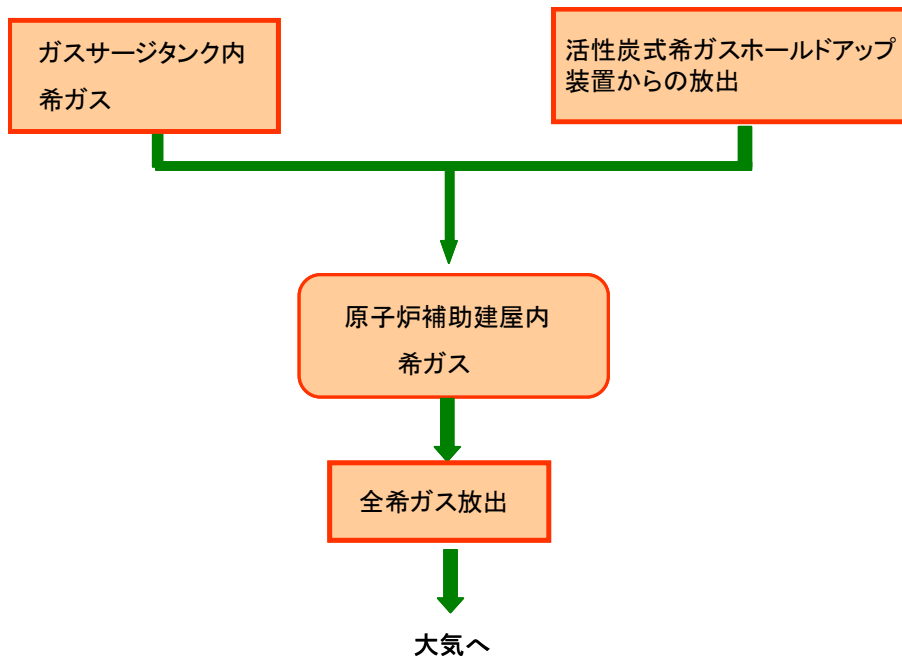 ガスサージタンク内
希ガス
活性炭式希ガスホールドアップ
装置からの放出
原子炉補助建屋内
希ガス
全希ガス放出
大気へ